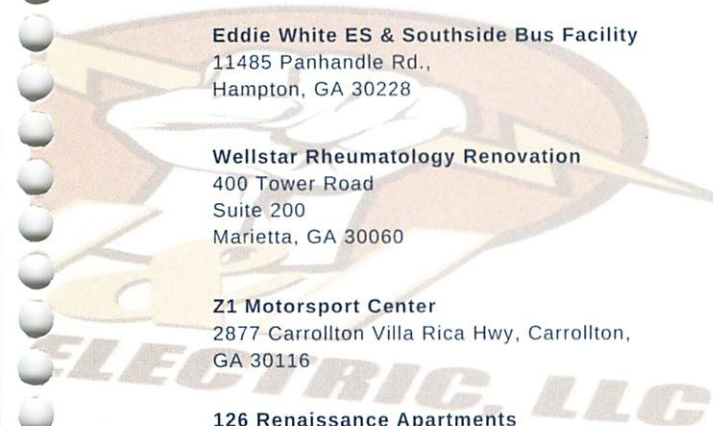 Eddie White ES & Southside Bus Facility
11485 Panhandle Rd.,
Hampton, GA 30228
Wellstar Rheumatology Renovation
400 Tower Road
Suite 200
Marietta, GA 30060
Z1 Motorsport Center
2877 Carrollton Villa Rica Hwy, Carrollton,
GA 30116
ELECTRIC, LLC
126 Renaissance Apartments